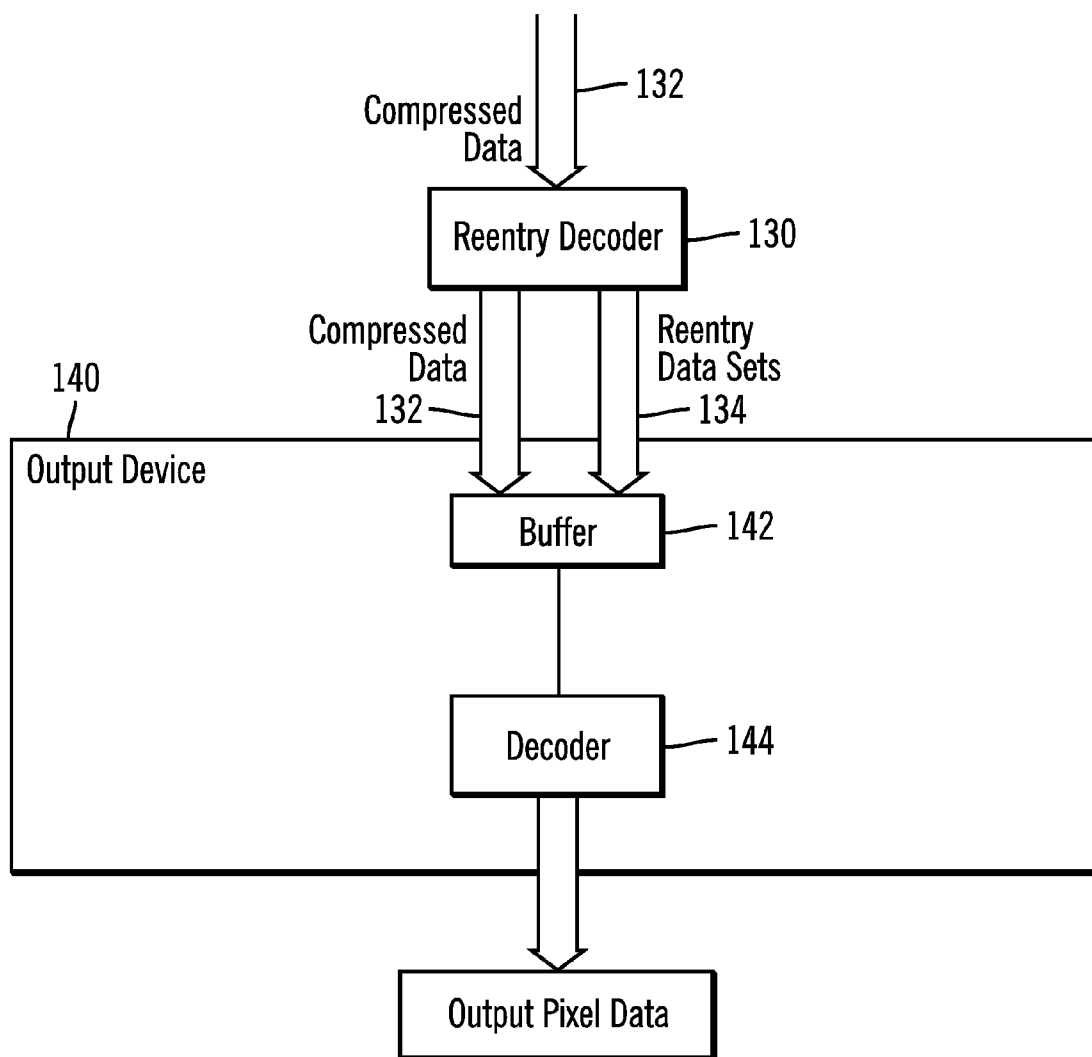 132
Compressed
Data
Reentry Decoder
130
Compressed
Data
132
Reentry
Data Sets
134
140
Output Device
Buffer
142
Decoder
144
Output Pixel Data